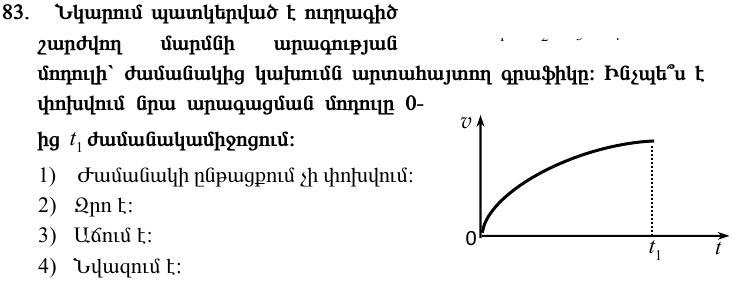 83. Նկարում պատկերված է ուղղագիծ
շարժվող մարմնի արագության
մոդուլի՝ ժամանակից կախումն արտահայտող գրաֆիկը: Ինչպե՞ս է
փոխվում նրա արագացման մոդուլը 0-
ից t₁ ժամանակամիջոցում:
1) Ժամանակի ընթացքում չի փոխվում:
2) Զրո է:
3) Աճում է:
4) Նվազում է:
v
0
t₁
t